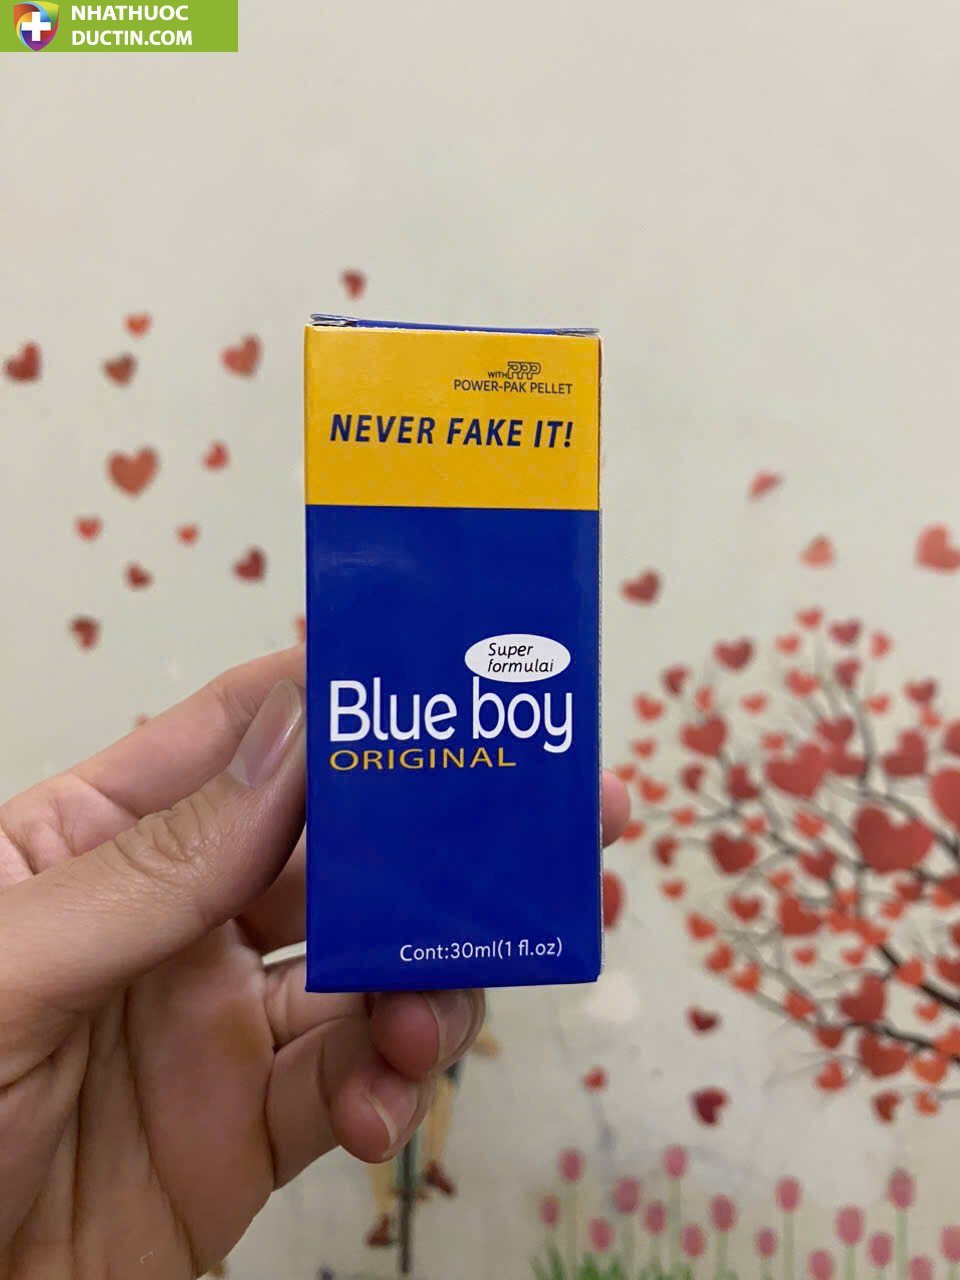 NHATHUOC
DUCTIN.COM
WITH PPP
POWER-PAK PELLET
NEVER FAKE IT!
Super
formulai
Blue boy
ORIGINAL
Cont:30ml(1 fl.oz)